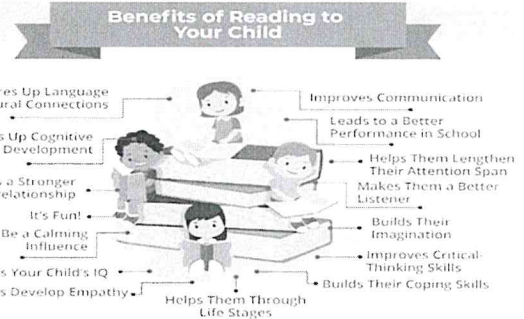 Benefits of Reading to
Your Child
res Up Language
ural Connections
s Up Cognitive
Development
s a Stronger
elationship
It's Fun!
Be a Calming
Influence
s Your Child's IQ
s Develop Empathy
Helps Them Through
Life Stages
Improves Communication
Leads to a Better
Performance in School
Helps Them Lengthen
Their Attention Span
Makes Them a Better
Listener
Builds Their
Imagination
Improves Critical-
Thinking Skills
Builds Their Coping Skills